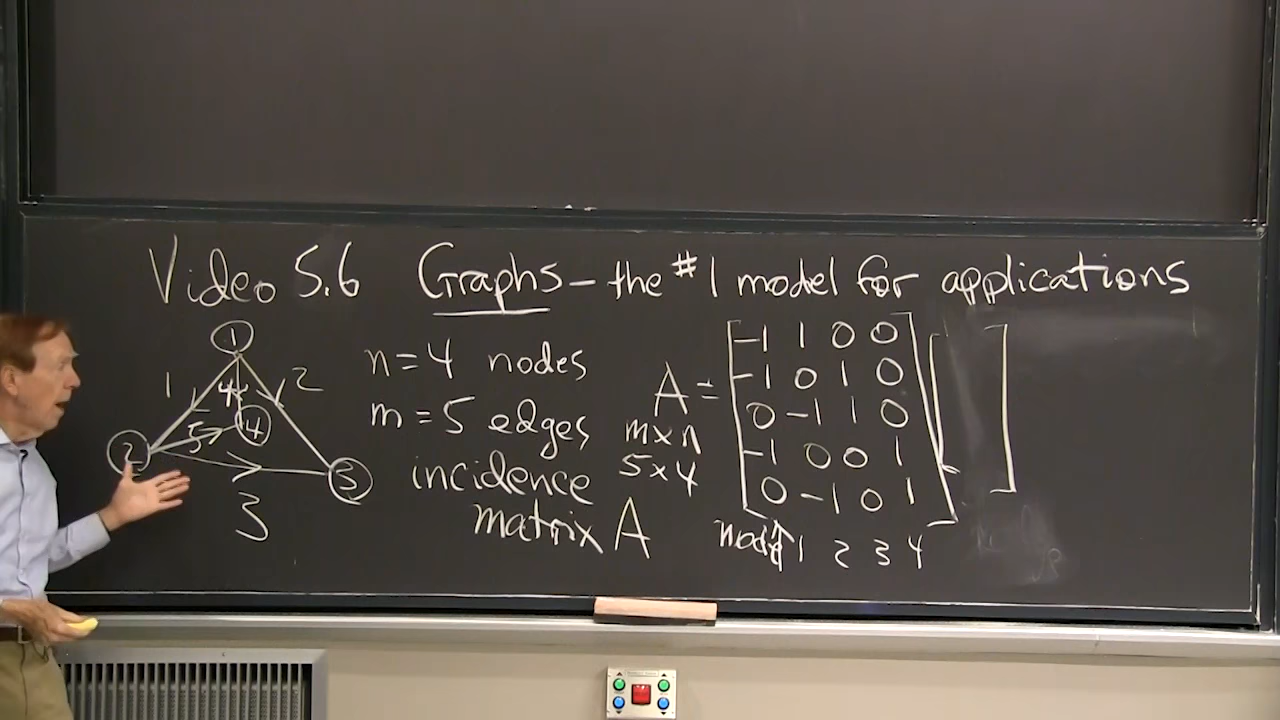 Video 5.6 Graphs – the #1 model for applications
1
1 4 2
2 5 4
3
3
n = 4 nodes
m = 5 edges
incidence
matrix A
A =
m x n
5 x 4
-1 1 0 0
-1 0 1 0
0 -1 1 0
-1 0 0 1
0 -1 0 1
node 1 2 3 4